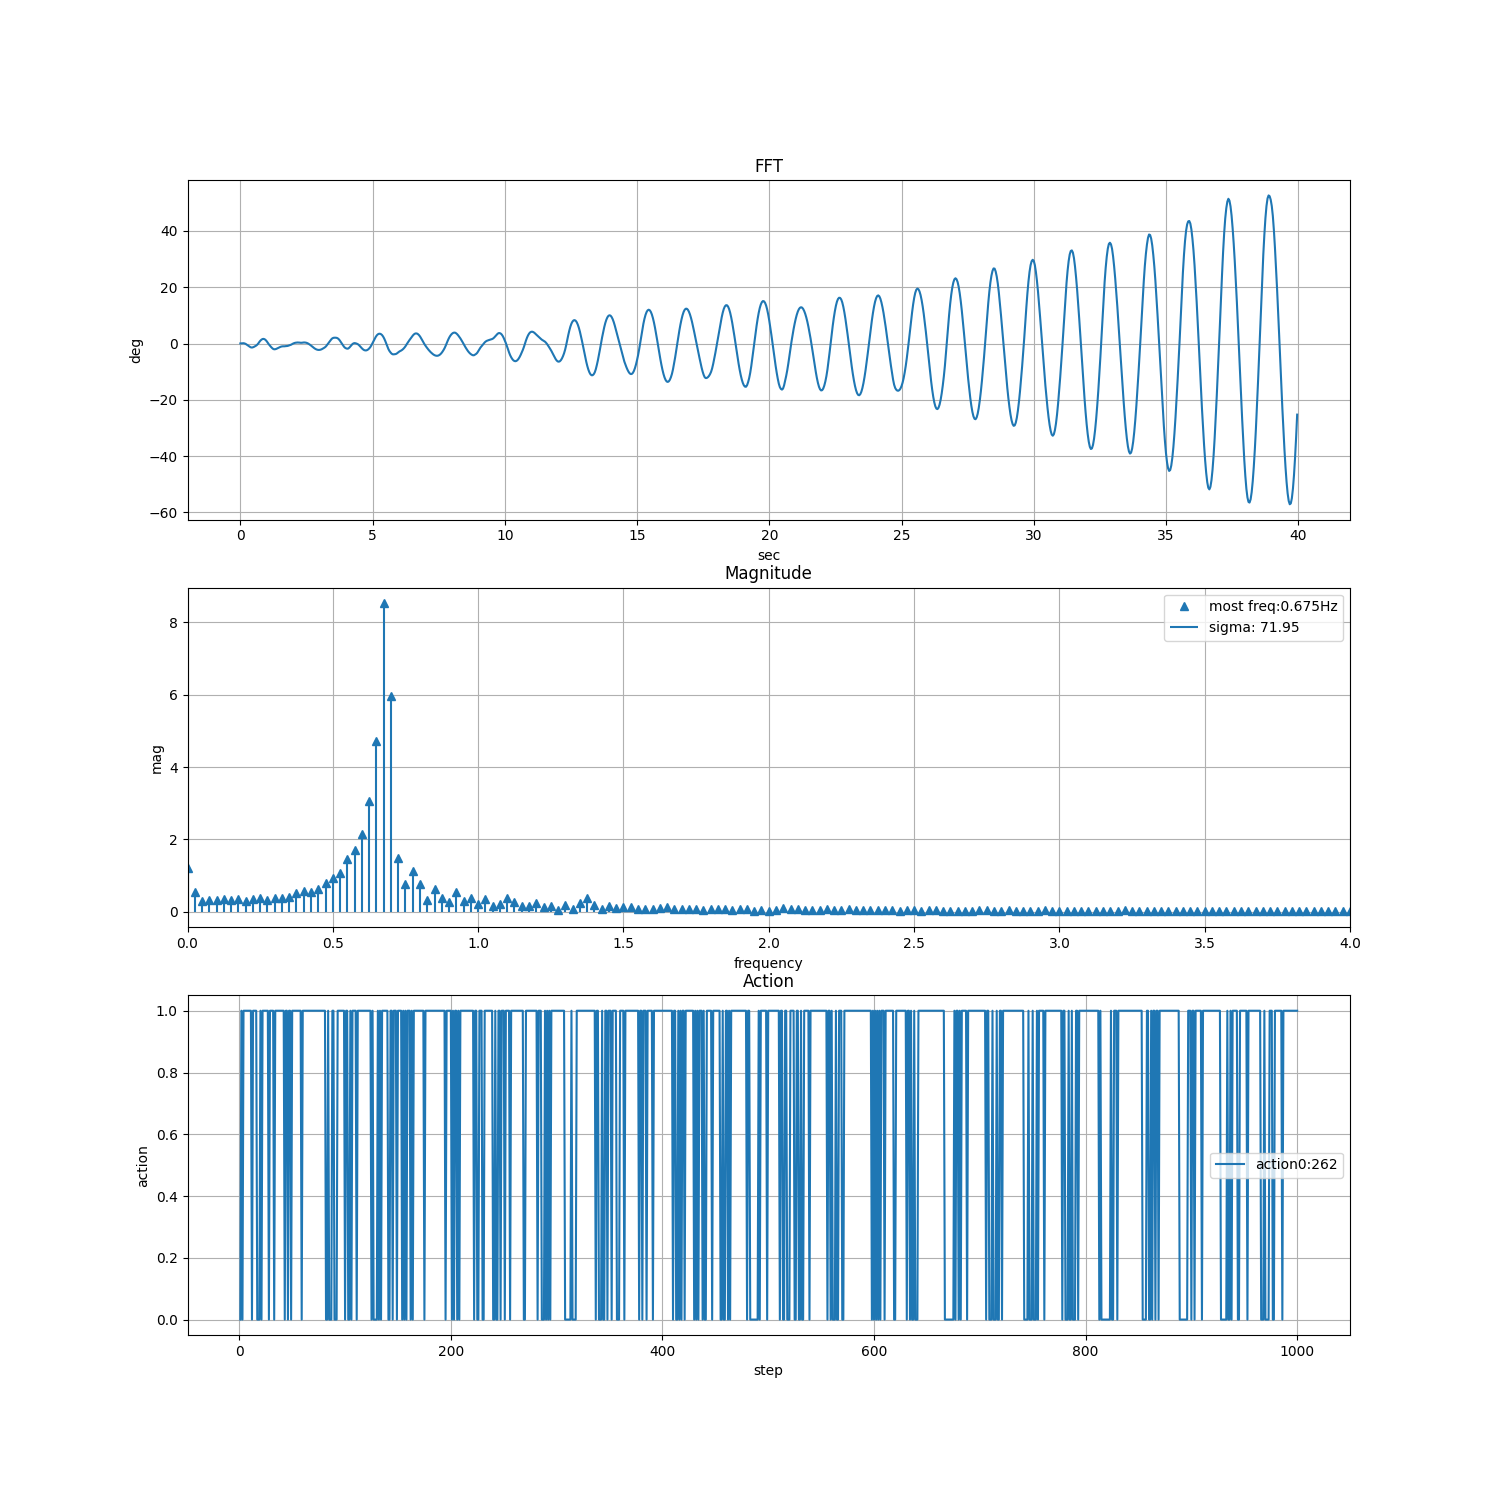 FFT
40
20
0
−20
−40
−60
deg
0 5 10 15 20 25 30 35 40
sec
Magnitude
8
6
4
2
0
mag
most freq:0.675Hz
sigma: 71.95
0.0 0.5 1.0 1.5 2.0 2.5 3.0 3.5 4.0
frequency
Action
1.0
0.8
0.6
0.4
0.2
0.0
action
action0:262
0 200 400 600 800 1000
step